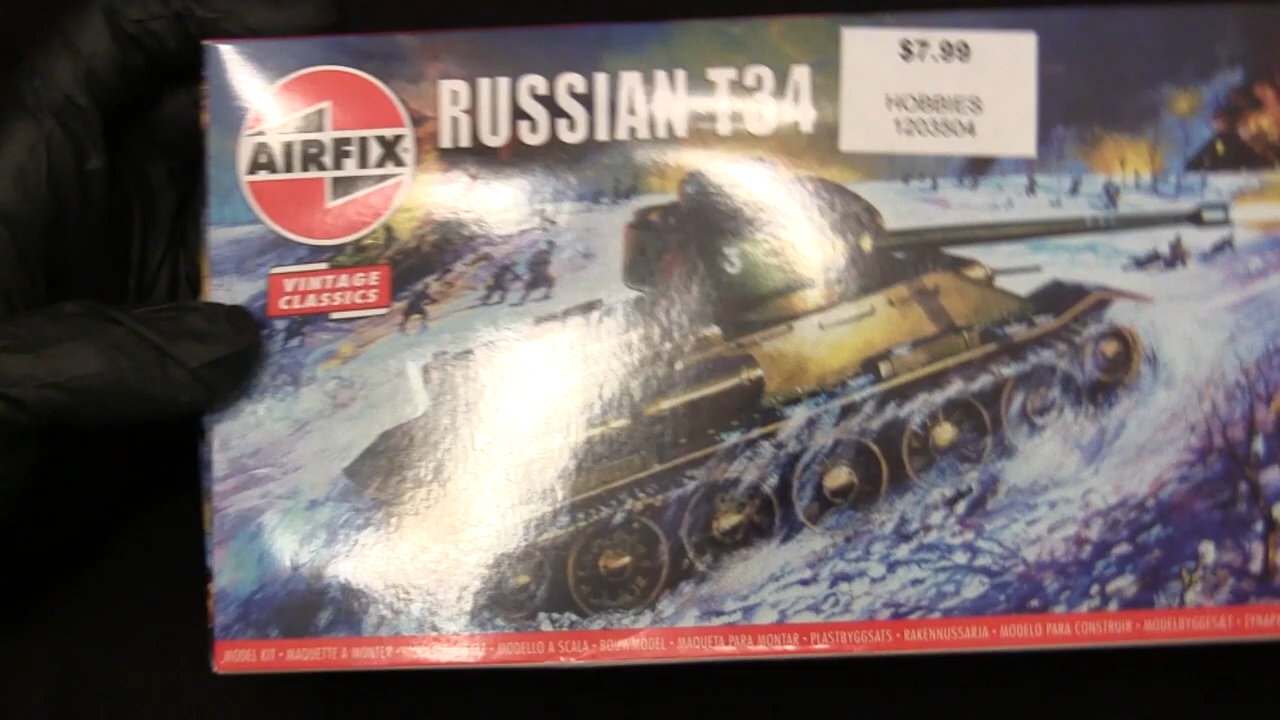 RUSSIAN T34
$7.99
HOBBIES
1203504
AIRFIX
VINTAGE
CLASSICS
MODEL KIT • MAQUETTE À MONTER • MODELLO A SCALA • BOUWMODEL • MAQUETA PARA MONTAR • PLASTBYGGSATS • RAKENNUSSARJA • MODELO PARA CONSTRUIR • MODELBYGGESÆT •